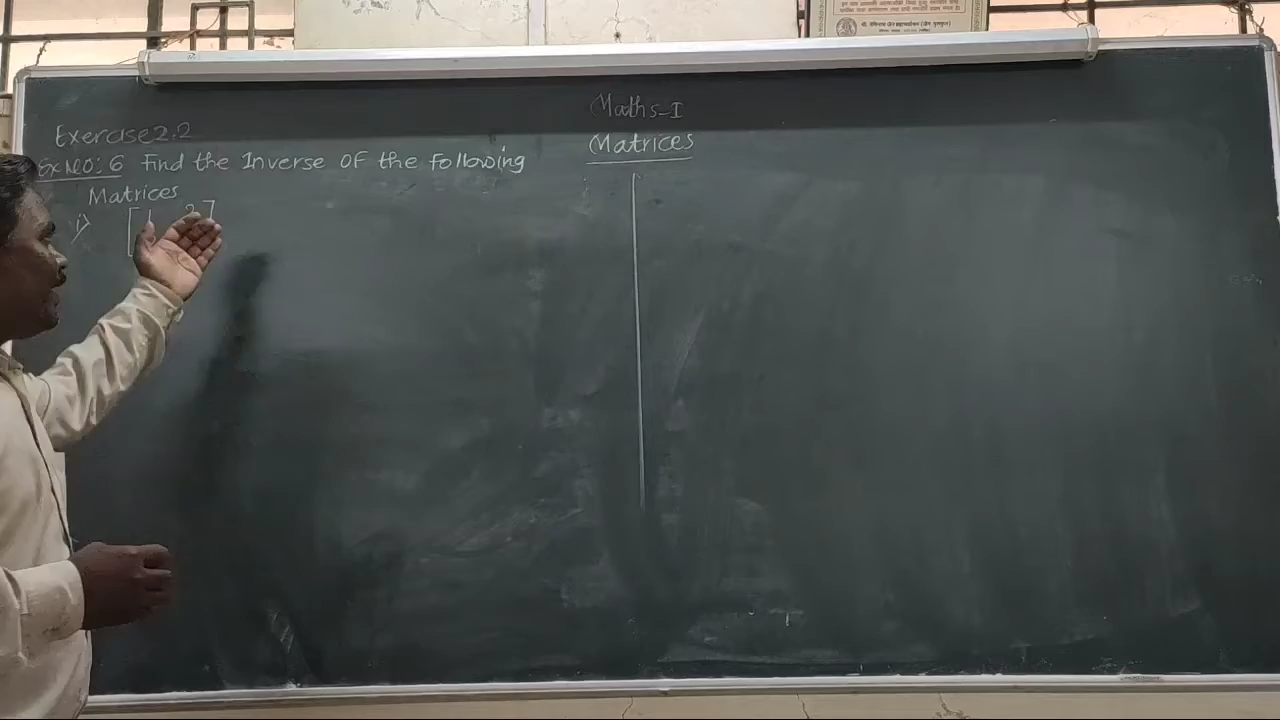 Maths-I
Matrices
Exercise 2.2
Ex NO: 6 Find the Inverse OF the following
Matrices
i)